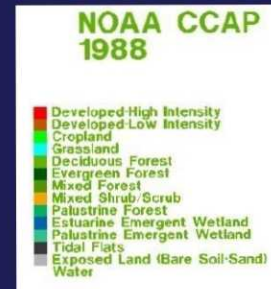 NOAA CCAP
1988
Developed-High Intensity
Developed-Low Intensity
Cropland
Grassland
Deciduous Forest
Evergreen Forest
Mixed Forest
Mixed Shrub/Scrub
Palustrine Forest
Estuarine Emergent Wetland
Palustrine Emergent Wetland
Tidal Flats
Exposed Land (Bare Soil-Sand)
Water